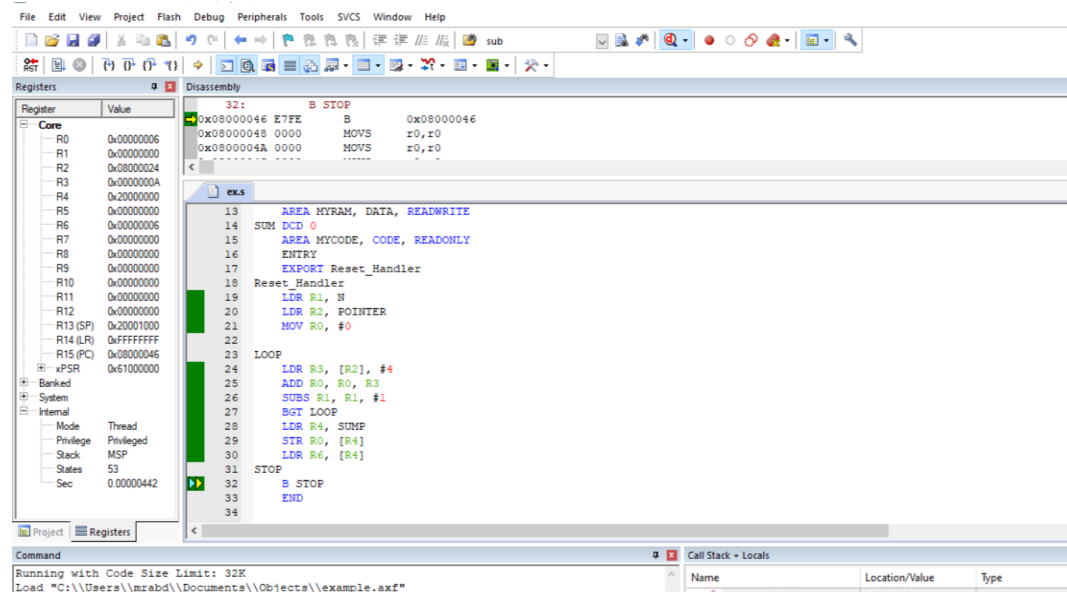 File Edit View Project Flash Debug Peripherals Tools SVCS Window Help
sub
RST
Registers
Register Value
Core
R0 0x00000006
R1 0x00000000
R2 0x08000024
R3 0x0000000A
R4 0x20000000
R5 0x00000000
R6 0x00000006
R7 0x00000000
R8 0x00000000
R9 0x00000000
R10 0x00000000
R11 0x00000000
R12 0x00000000
R13 (SP) 0x20001000
R14 (LR) 0xFFFFFFFF
R15 (PC) 0x08000046
xPSR 0x61000000
Banked
System
Internal
Mode Thread
Privilege Privileged
Stack MSP
States 53
Sec 0.00000442
Project Registers
Disassembly
32: B STOP
0x08000046 E7FE B 0x08000046
0x08000048 0000 MOVS r0,r0
0x0800004A 0000 MOVS r0,r0
ex.s
13 AREA MYRAM, DATA, READWRITE
14 SUM DCD 0
15 AREA MYCODE, CODE, READONLY
16 ENTRY
17 EXPORT Reset_Handler
18 Reset_Handler
19 LDR R1, N
20 LDR R2, POINTER
21 MOV R0, #0
22
23 LOOP
24 LDR R3, [R2], #4
25 ADD R0, R0, R3
26 SUBS R1, R1, #1
27 BGT LOOP
28 LDR R4, SUMP
29 STR R0, [R4]
30 LDR R6, [R4]
31 STOP
32 B STOP
33 END
34
Command
Running with Code Size Limit: 32K
Load "C:\\Users\\mrabd\\Documents\\Objects\\example.axf"
Call Stack + Locals
Name Location/Value Type